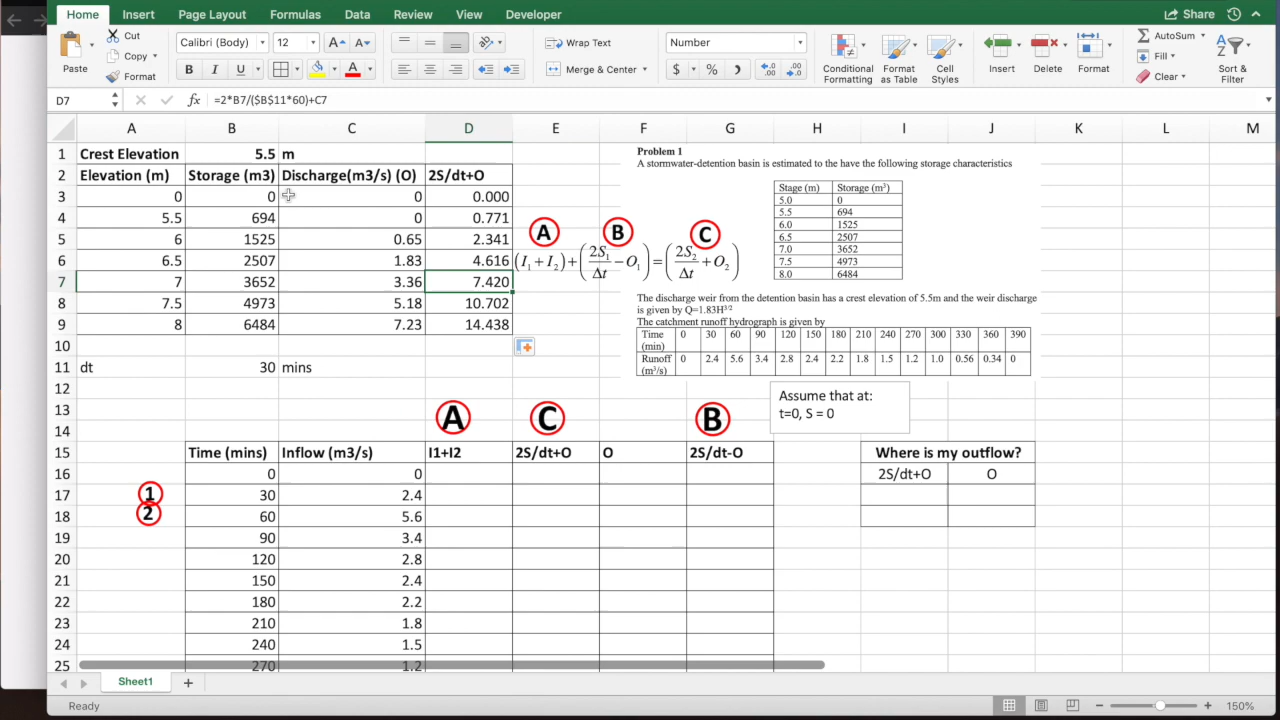 Home Insert Page Layout Formulas Data Review View Developer Share
Cut
Copy
Paste Format
Calibri (Body) 12 A A
B I U A
Wrap Text
Merge & Center
Number
$ % ,
Conditional Formatting
Format as Table
Cell Styles
Insert Delete Format
AutoSum
Fill
Clear
Sort & Filter
D7 fx =2*B7/($B$11*60)+C7
A B C D E F G H I J K L M
1 Crest Elevation 5.5 m
2 Elevation (m) Storage (m3) Discharge(m3/s) (O) 2S/dt+O
3 0 0 0 0.000
4 5.5 694 0 0.771
5 6 1525 0.65 2.341
6 6.5 2507 1.83 4.616
7 7 3652 3.36 7.420
8 7.5 4973 5.18 10.702
9 8 6484 7.23 14.438
10
11 dt 30 mins
12
13
14
A B C
(I1 + I2) + (2S1/Δt − O1) = (2S2/Δt + O2)
Problem 1
A stormwater-detention basin is estimated to the have the following storage characteristics
Stage (m) Storage (m³)
5.0 0
5.5 694
6.0 1525
6.5 2507
7.0 3652
7.5 4973
8.0 6484
The discharge weir from the detention basin has a crest elevation of 5.5m and the weir discharge
is given by Q=1.83H^3/2
The catchment runoff hydrograph is given by
Time (min) 0 30 60 90 120 150 180 210 240 270 300 330 360 390
Runoff (m³/s) 0 2.4 5.6 3.4 2.8 2.4 2.2 1.8 1.5 1.2 1.0 0.56 0.34 0
Assume that at:
t=0, S = 0
A C B
15 Time (mins) Inflow (m3/s) I1+I2 2S/dt+O O 2S/dt-O Where is my outflow?
16 0 0 2S/dt+O O
17 1 30 2.4
18 2 60 5.6
19 90 3.4
20 120 2.8
21 150 2.4
22 180 2.2
23 210 1.8
24 240 1.5
25 270 1.2
Sheet1 +
Ready 150%